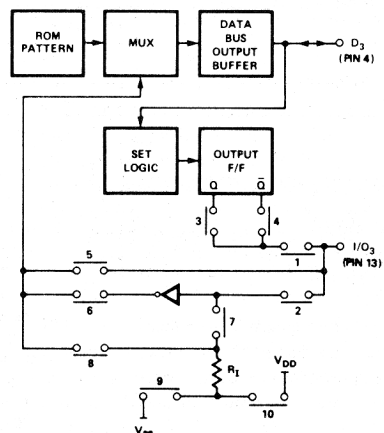 ROM
PATTERN
MUX
DATA
BUS
OUTPUT
BUFFER
D3
(PIN 4)
SET
LOGIC
OUTPUT
F/F
Q
Q̅
3
4
1
I/O3
(PIN 13)
5
6
2
7
8
RI
VDD
9
10